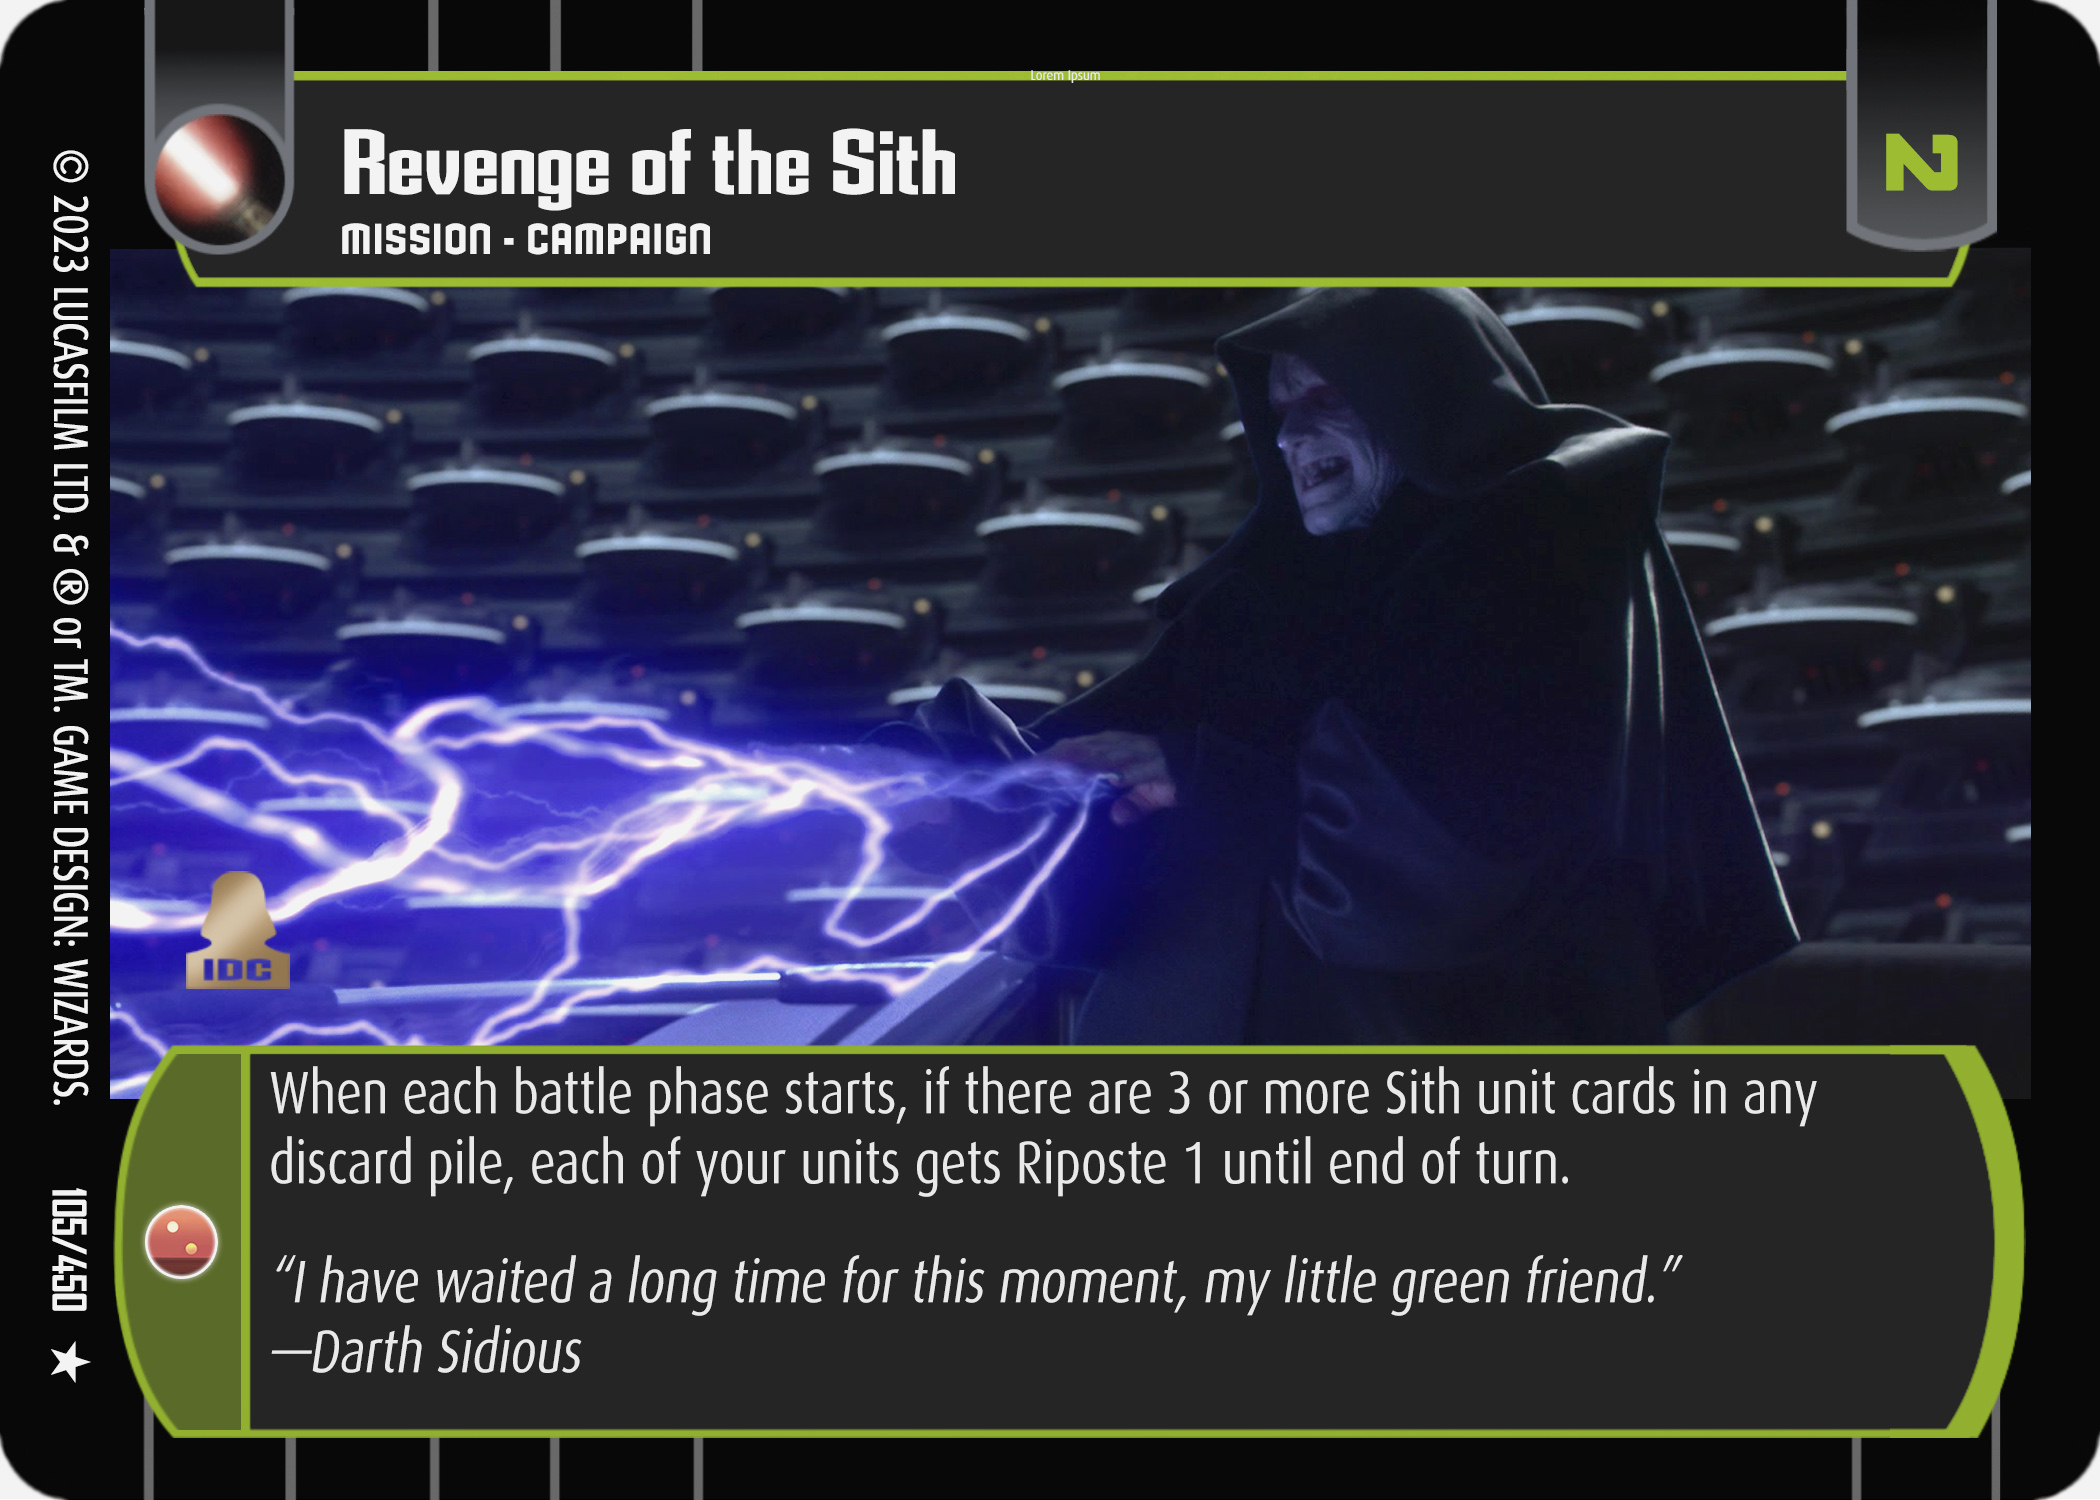 Lorem Ipsum
Revenge of the Sith
MISSION - CAMPAIGN
2
IDC
When each battle phase starts, if there are 3 or more Sith unit cards in any
discard pile, each of your units gets Riposte 1 until end of turn.
“I have waited a long time for this moment, my little green friend.”
—Darth Sidious
© 2023 LUCASFILM LTD. & ® or TM. GAME DESIGN: WIZARDS.
105/450 ★